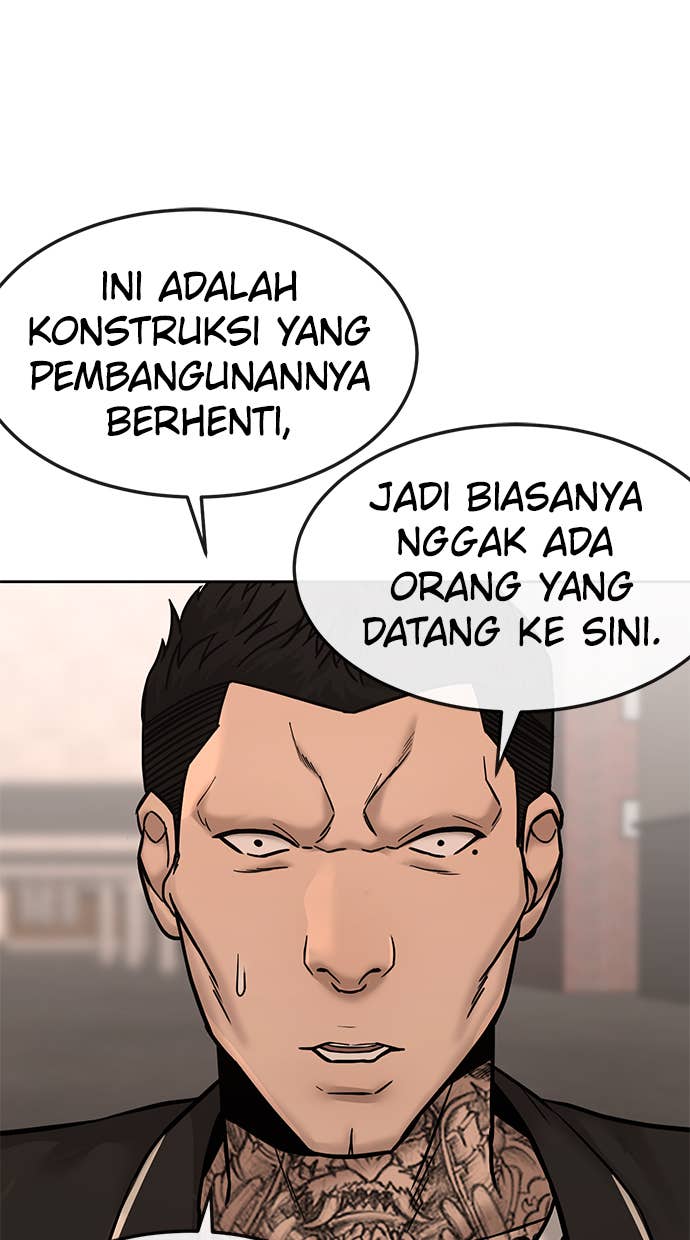 INI ADALAH
KONSTRUKSI YANG
PEMBANGUNANNYA
BERHENTI,
JADI BIASANYA
NGGAK ADA
ORANG YANG
DATANG KE SINI.